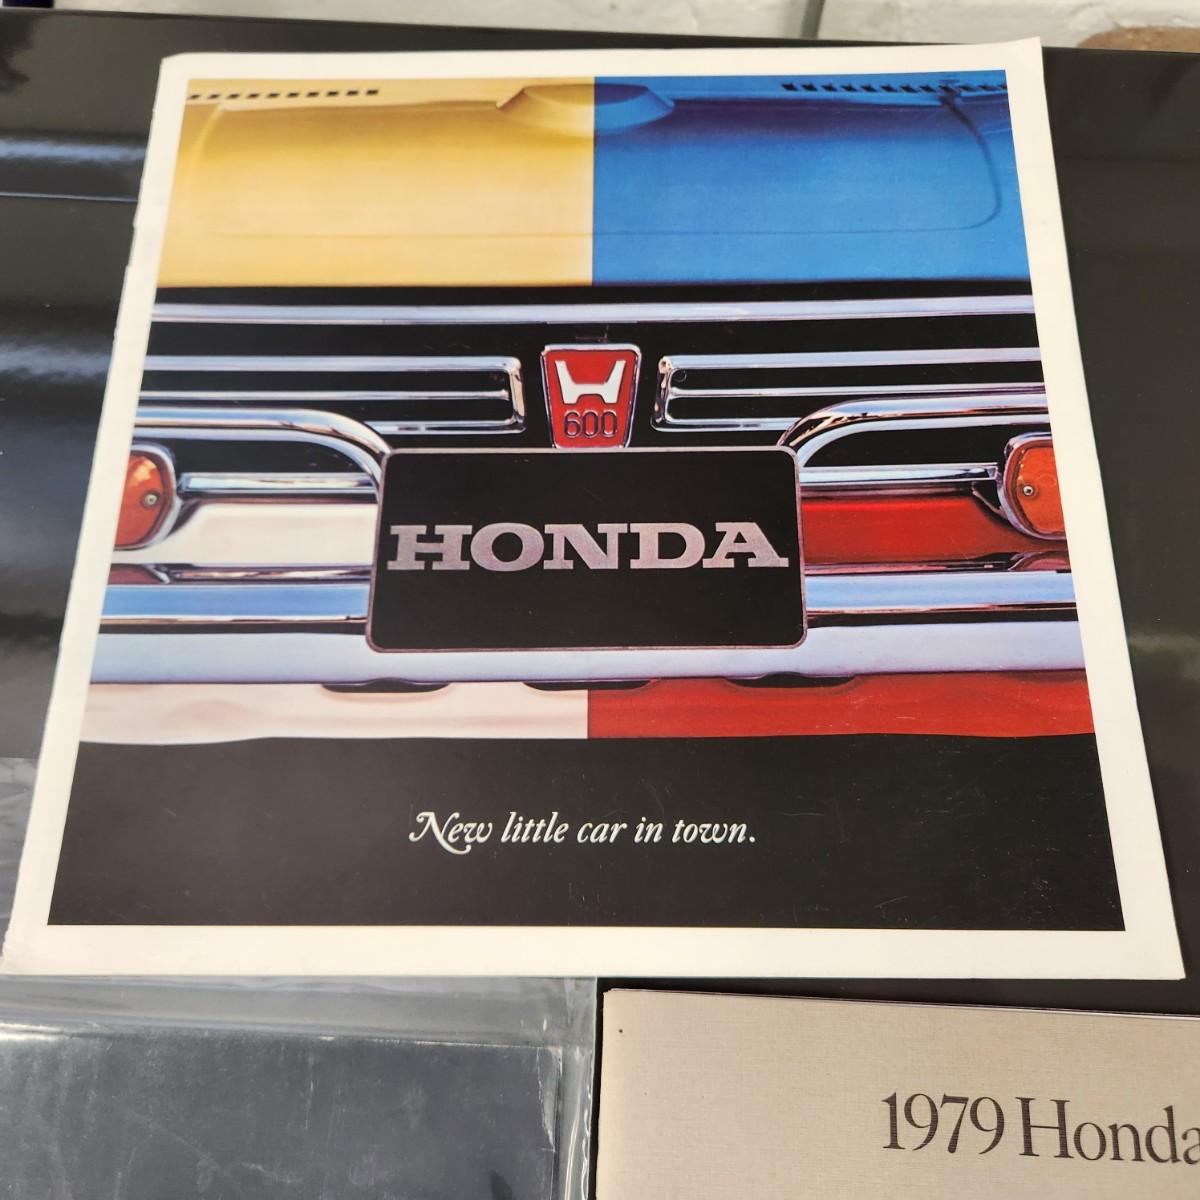 600
HONDA
New little car in town.
1979 Honda